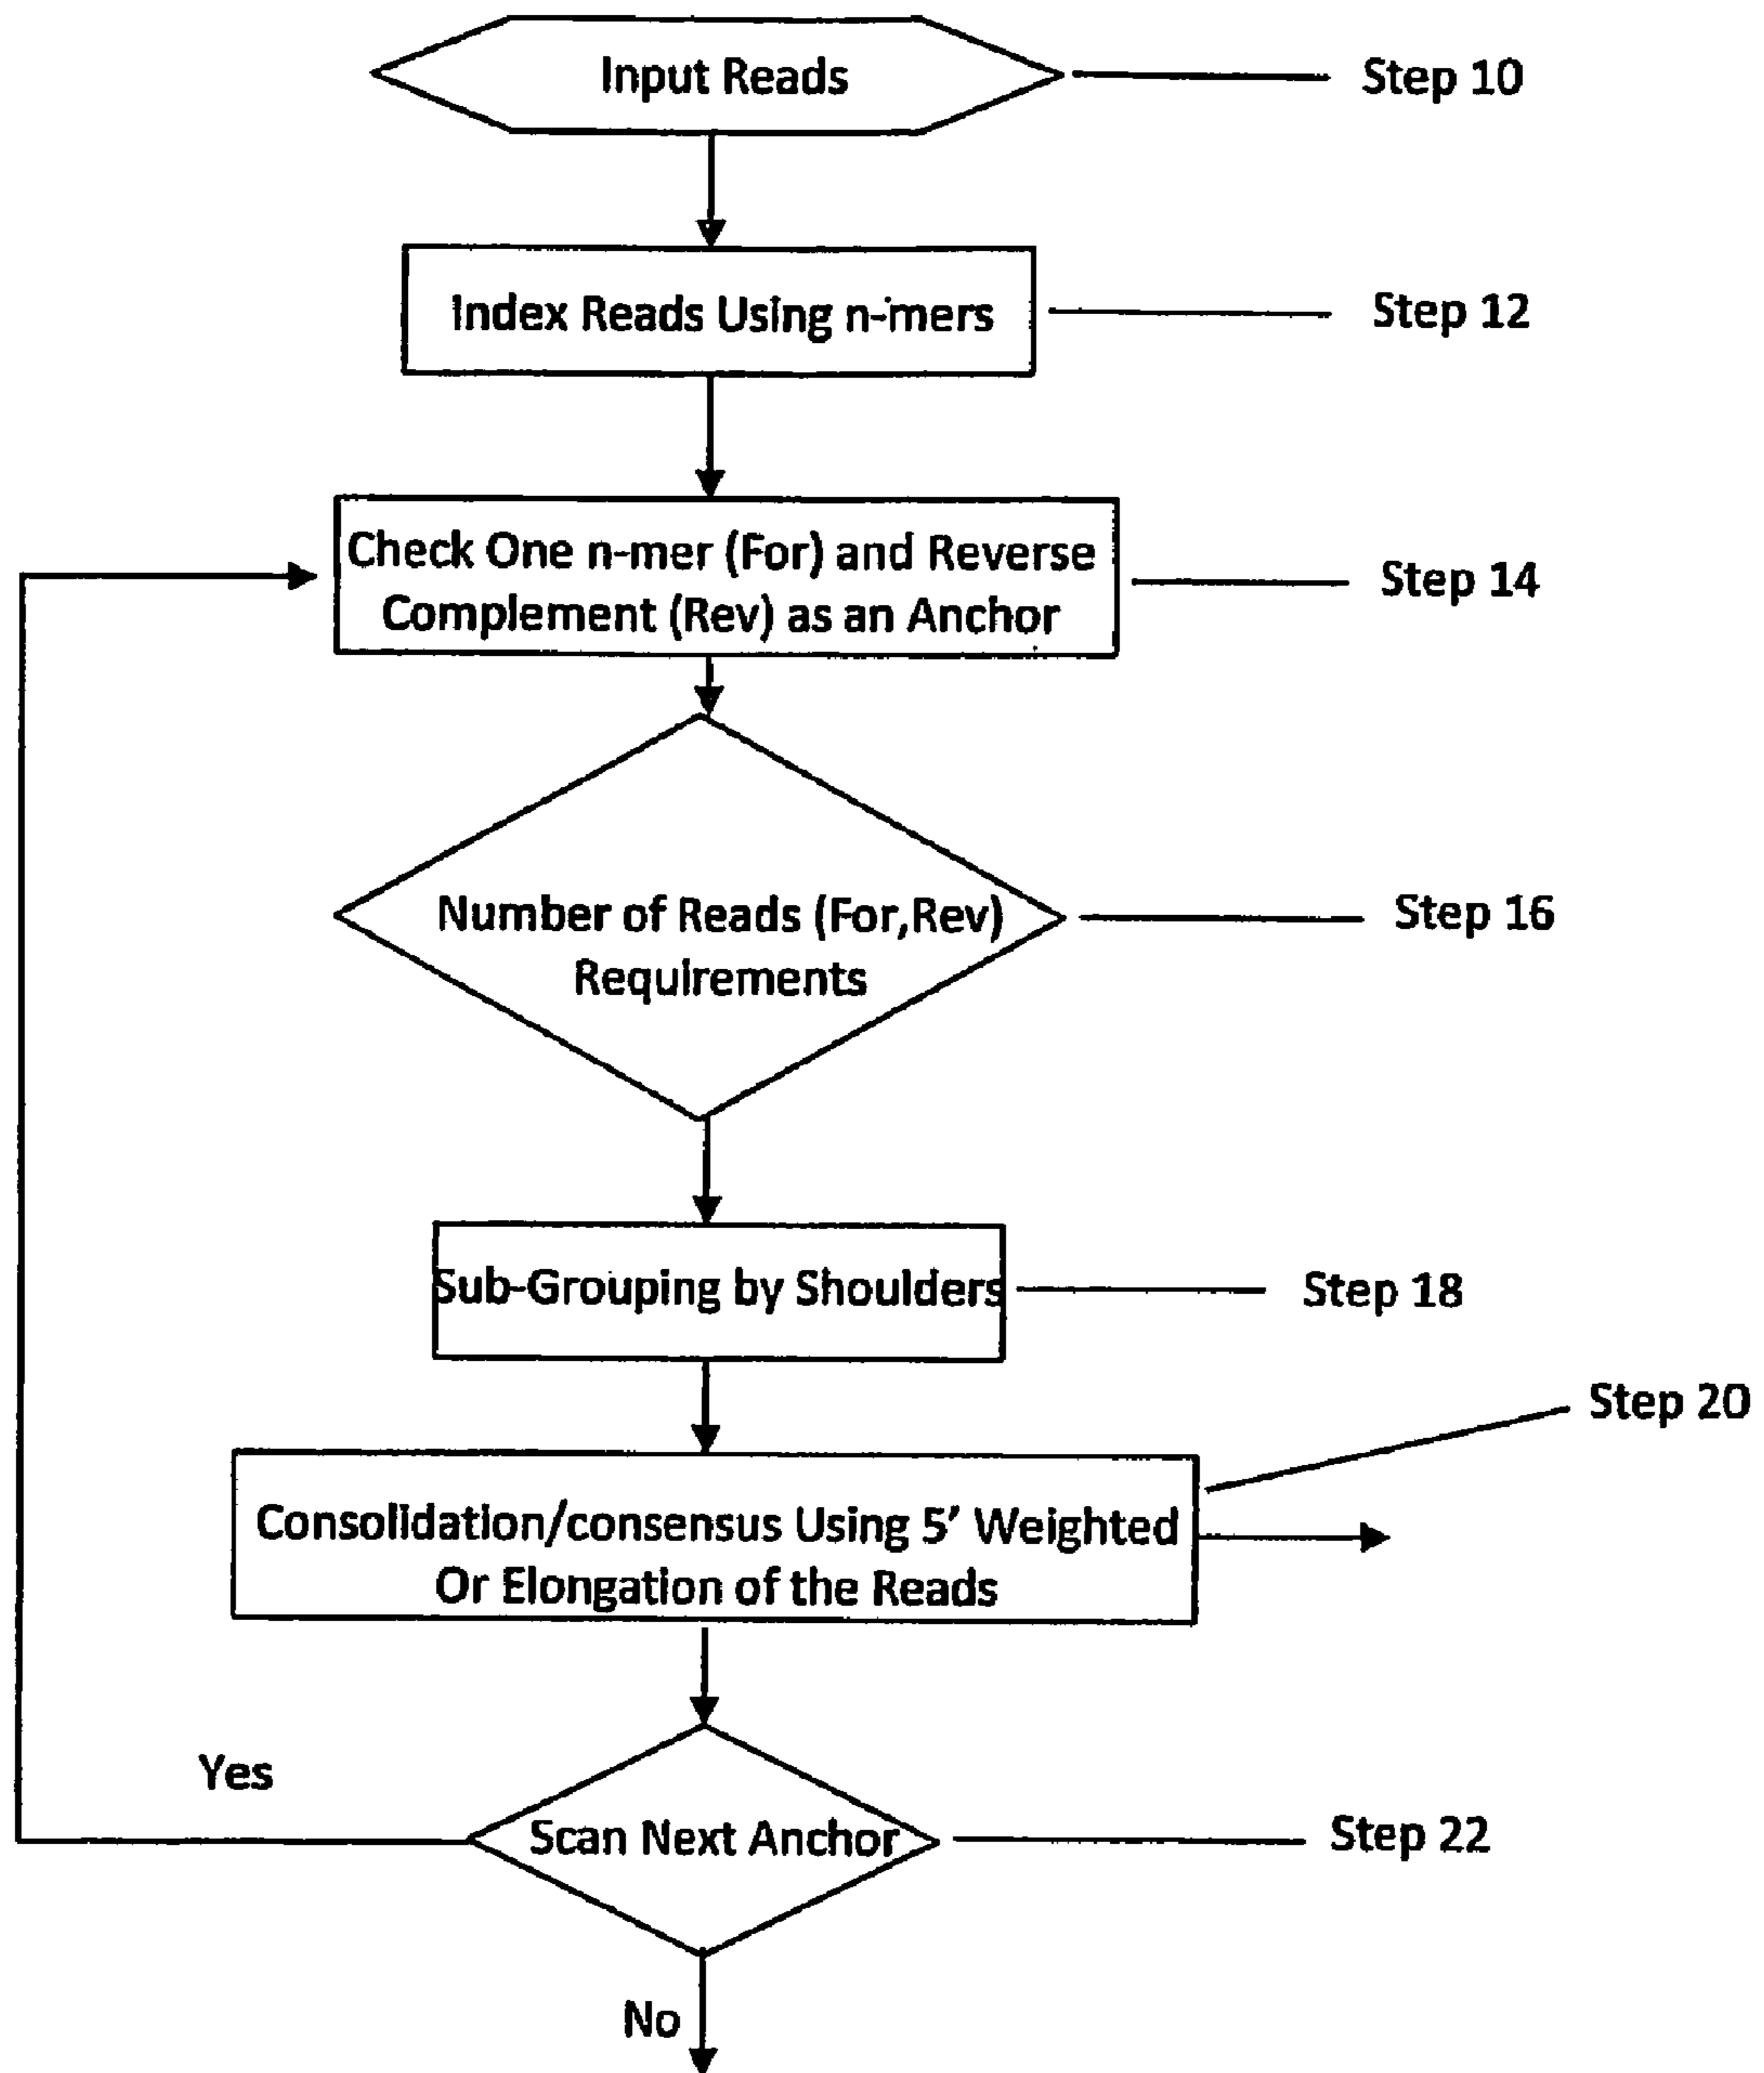 Input Reads
Step 10
Index Reads Using n-mers
Step 12
Check One n-mer (For) and Reverse
Complement (Rev) as an Anchor
Step 14
Number of Reads (For,Rev)
Requirements
Step 16
Sub-Grouping by Shoulders
Step 18
Step 20
Consolidation/consensus Using 5' Weighted
Or Elongation of the Reads
Yes
Scan Next Anchor
Step 22
No